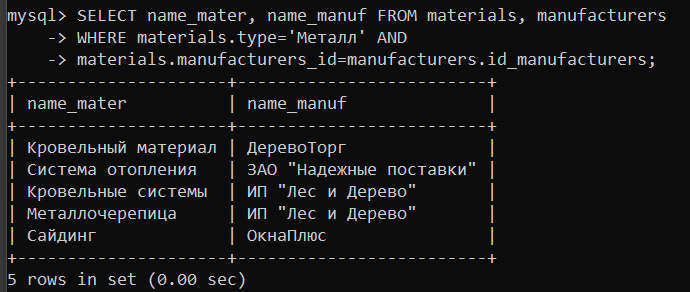 mysql> SELECT name_mater, name_manuf FROM materials, manufacturers
    -> WHERE materials.type='Металл' AND
    -> materials.manufacturers_id=manufacturers.id_manufacturers;
+---------------------+------------------------+
| name_mater          | name_manuf             |
+---------------------+------------------------+
| Кровельный материал | ДеревоТорг             |
| Система отопления   | ЗАО "Надежные поставки" |
| Кровельные системы  | ИП "Лес и Дерево"      |
| Металлочерепица     | ИП "Лес и Дерево"      |
| Сайдинг             | ОкнаПлюс               |
+---------------------+------------------------+
5 rows in set (0.00 sec)